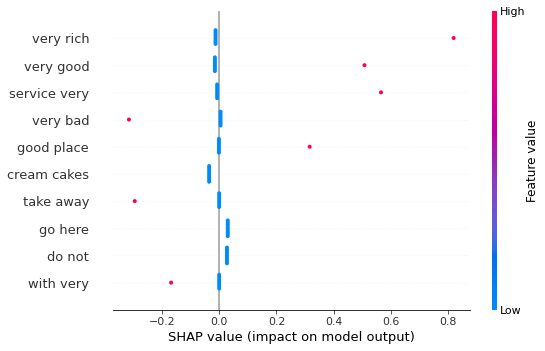 High
very rich
very good
service very
very bad
good place
cream cakes
take away
go here
do not
with very
Feature value
Low
−0.2 0.0 0.2 0.4 0.6 0.8
SHAP value (impact on model output)